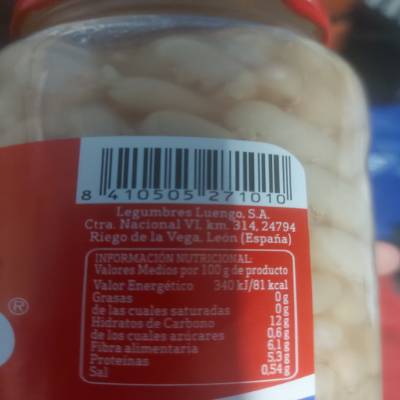 8 410505 271010
Legumbres Luengo, S.A.
Ctra. Nacional VI, km. 314, 24794
Riego de la Vega, León (España)
INFORMACIÓN NUTRICIONAL:
Valores Medios por 100 g de producto
Valor Energético 340 kJ/81 kcal
Grasas 0 g
de las cuales saturadas 0 g
Hidratos de Carbono 12 g
de los cuales azúcares 0,6 g
Fibra alimentaria 6,1 g
Proteínas 5,3 g
Sal 0,54 g
®